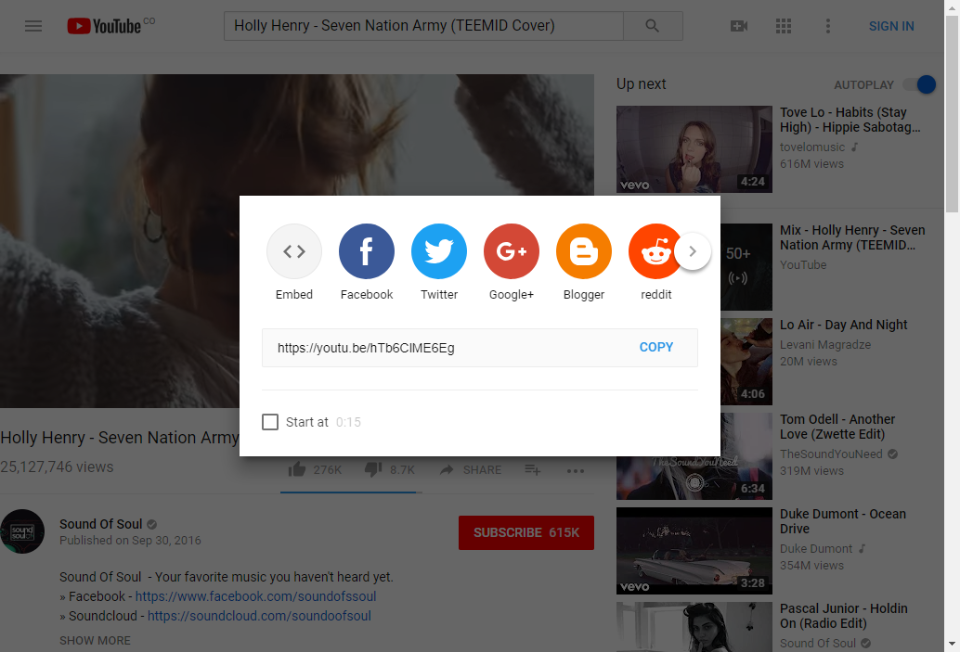 YouTube CO
Holly Henry - Seven Nation Army (TEEMID Cover)
SIGN IN
Up next
AUTOPLAY
vevo
4:24
Tove Lo - Habits (Stay
High) - Hippie Sabotag...
tovelomusic
616M views
50+
Mix - Holly Henry - Seven
Nation Army (TEEMID...
YouTube
4:06
Lo Air - Day And Night
Levani Magradze
20M views
TheSoundYouNeed
6:34
Tom Odell - Another
Love (Zwette Edit)
TheSoundYouNeed
319M views
vevo
3:28
Duke Dumont - Ocean
Drive
Duke Dumont
354M views
Pascal Junior - Holdin
On (Radio Edit)
Sound Of Soul
Embed
Facebook
Twitter
G+
Google+
Blogger
reddit
https://youtu.be/hTb6ClME6Eg
COPY
Start at 0:15
Holly Henry - Seven Nation Army
25,127,746 views
276K
8.7K
SHARE
sound
soul
Sound Of Soul
Published on Sep 30, 2016
SUBSCRIBE 615K
Sound Of Soul - Your favorite music you haven't heard yet.
» Facebook - https://www.facebook.com/soundofssoul
» Soundcloud - https://soundcloud.com/soundoofsoul
SHOW MORE